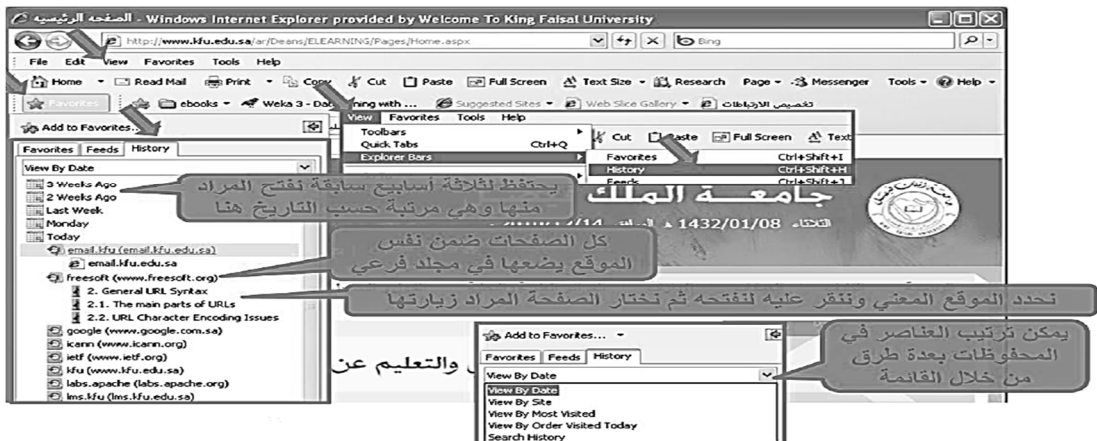 الصفحة الرئيسية - Windows Internet Explorer provided by Welcome To King Faisal University
http://www.kfu.edu.sa/ar/Deans/ELEARNING/Pages/Home.aspx
Bing
File Edit View Favorites Tools Help
Home Read Mail Print Copy Cut Paste Full Screen Text Size Research Page Messenger Tools Help
Favorites ebooks Weka 3 - Data Mining with ... Suggested Sites Web Slice Gallery تخصيص الارتباطات
Add to Favorites...
Favorites Feeds History
View By Date
3 Weeks Ago
2 Weeks Ago
Last Week
Monday
Today
email.kfu (email.kfu.edu.sa)
email.kfu.edu.sa
freesoft (www.freesoft.org)
2. General URL Syntax
2.1. The main parts of URLs
2.2. URL Character Encoding Issues
google (www.google.com.sa)
icann (www.icann.org)
ietf (www.ietf.org)
kfu (www.kfu.edu.sa)
labs.apache (labs.apache.org)
lms.kfu (lms.kfu.edu.sa)
View Favorites Tools Help
Toolbars
Quick Tabs Ctrl+Q
Explorer Bars
Cut Paste Full Screen Text
Favorites Ctrl+Shift+I
History Ctrl+Shift+H
Feeds Ctrl+Shift+J
جامعة الملك
الثلاثاء 1432/01/08 هـ
يحتفظ لثلاثة أسابيع سابقة نفتح المراد
منها وهي مرتبة حسب التاريخ هنا
كل الصفحات ضمن نفس
الموقع يضعها في مجلد فرعي
نحدد الموقع المعني وننقر عليه لنفتحه ثم نختار الصفحة المراد زيارتها
والتعليم عن
Add to Favorites...
Favorites Feeds History
View By Date
View By Date
View By Site
View By Most Visited
View By Order Visited Today
Search History
يمكن ترتيب العناصر في
المحفوظات بعدة طرق
من خلال القائمة